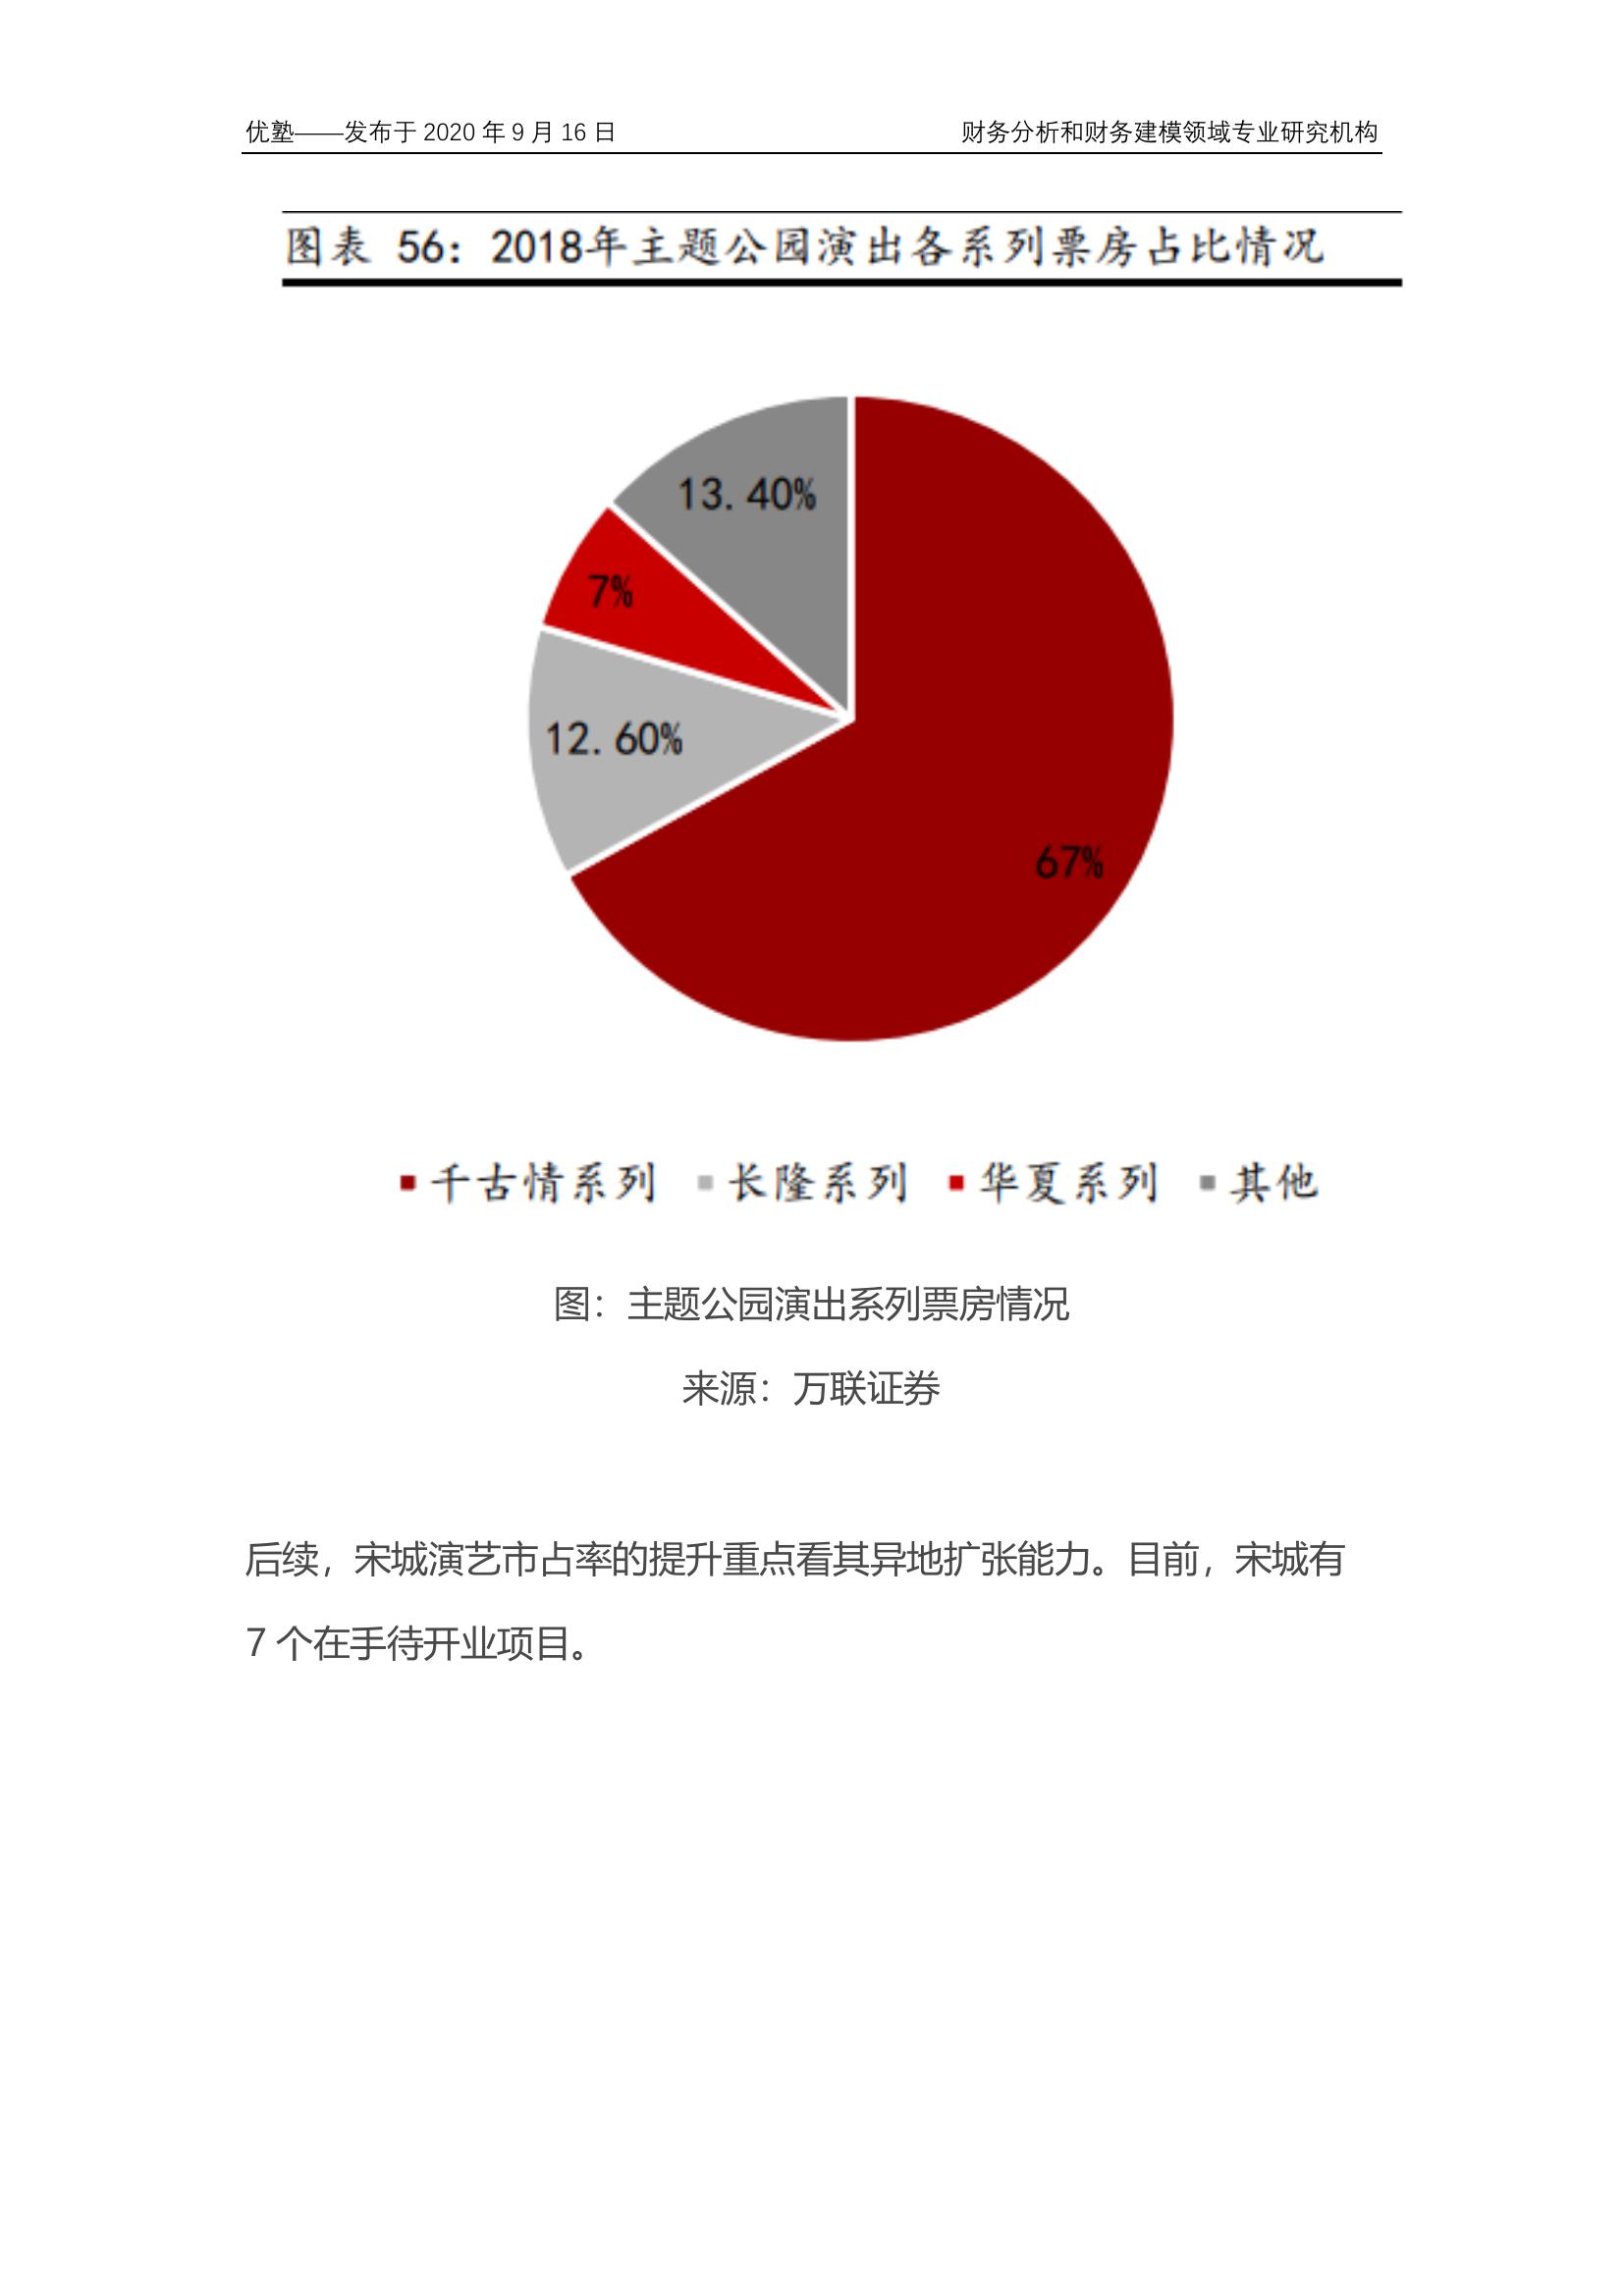 优塾——发布于 2020 年 9 月 16 日 财务分析和财务建模领域专业研究机构
图表 56：2018年主题公园演出各系列票房占比情况
13.40%
7%
12.60%
67%
千古情系列 长隆系列 华夏系列 其他
图：主题公园演出系列票房情况
来源：万联证券
后续，宋城演艺市占率的提升重点看其异地扩张能力。目前，宋城有
7 个在手待开业项目。